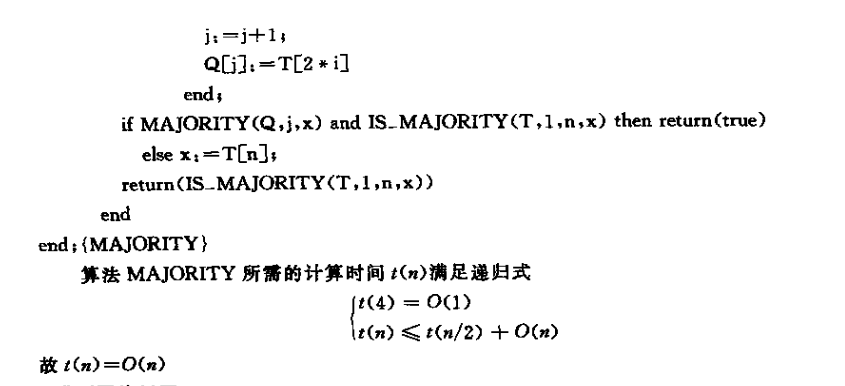 j:=j+1;
Q[j]:=T[2*i]
end;
if MAJORITY(Q,j,x) and IS_MAJORITY(T,1,n,x) then return(true)
else x:=T[n];
return(IS_MAJORITY(T,1,n,x))
end
end;{MAJORITY}
算法 MAJORITY 所需的计算时间 t(n)满足递归式
t(4) = O(1)
t(n) ≤ t(n/2) + O(n)
故 t(n)=O(n)